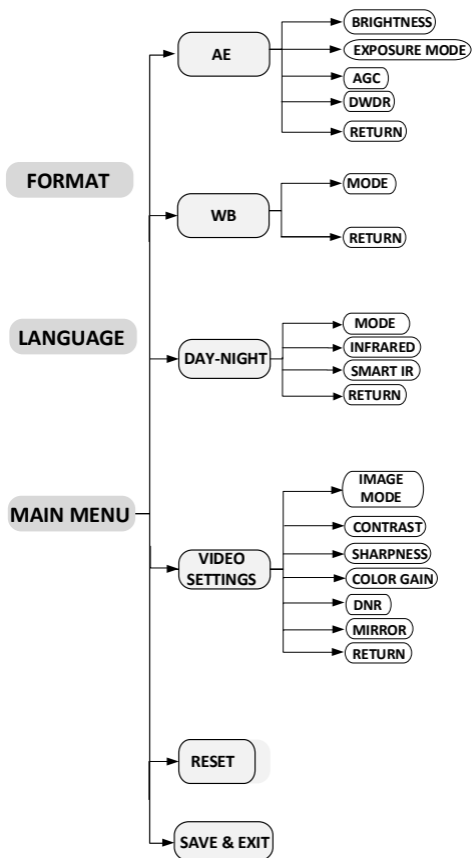 FORMAT
LANGUAGE
MAIN MENU
AE
BRIGHTNESS
EXPOSURE MODE
AGC
DWDR
RETURN
WB
MODE
RETURN
DAY-NIGHT
MODE
INFRARED
SMART IR
RETURN
VIDEO
SETTINGS
IMAGE
MODE
CONTRAST
SHARPNESS
COLOR GAIN
DNR
MIRROR
RETURN
RESET
SAVE & EXIT